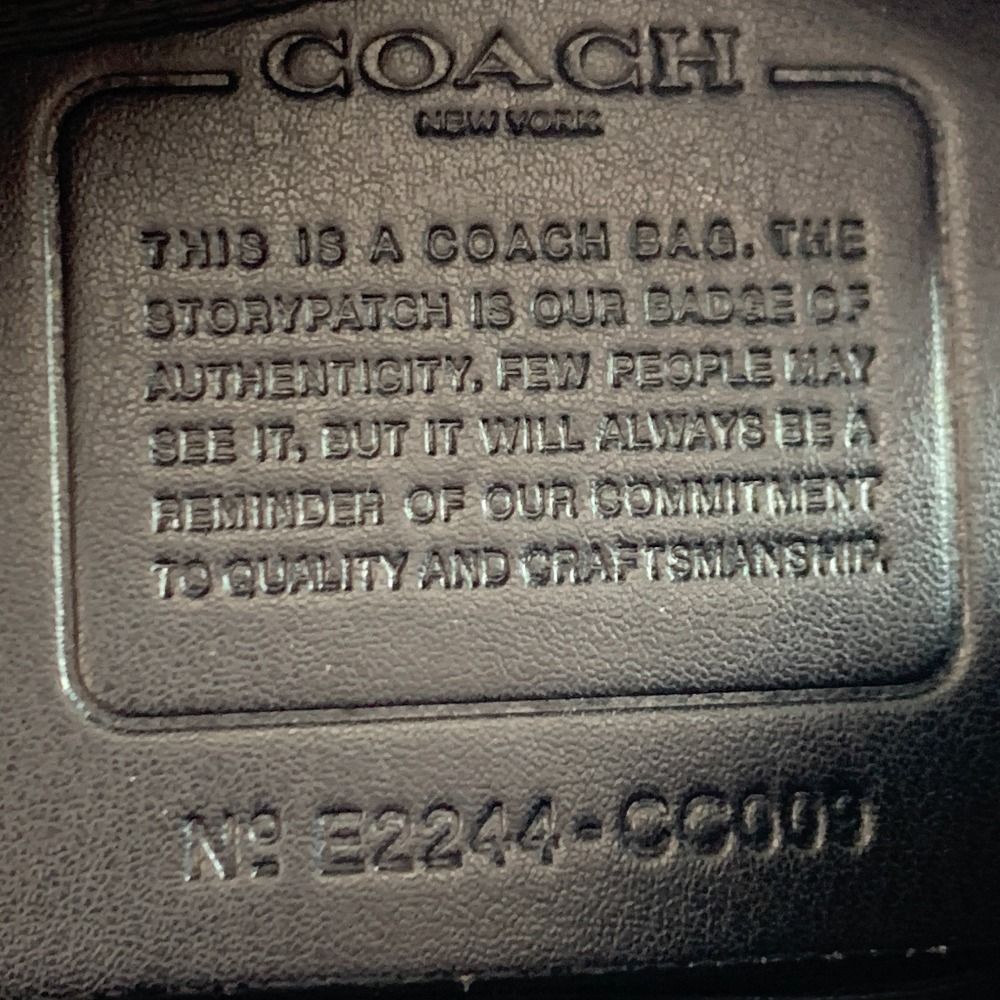 COACH
NEW YORK
THIS IS A COACH BAG. THE
STORYPATCH IS OUR BADGE OF
AUTHENTICITY. FEW PEOPLE MAY
SEE IT, BUT IT WILL ALWAYS BE A
REMINDER OF OUR COMMITMENT
TO QUALITY AND CRAFTSMANSHIP.
Nº